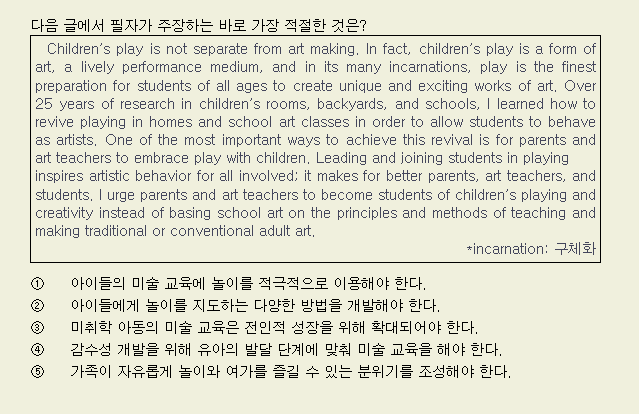 다음 글에서 필자가 주장하는 바로 가장 적절한 것은?
Children's play is not separate from art making. In fact, children's play is a form of
art, a lively performance medium, and in its many incarnations, play is the finest
preparation for students of all ages to create unique and exciting works of art. Over
25 years of research in children's rooms, backyards, and schools, I learned how to
revive playing in homes and school art classes in order to allow students to behave
as artists. One of the most important ways to achieve this revival is for parents and
art teachers to embrace play with children. Leading and joining students in playing
inspires artistic behavior for all involved; it makes for better parents, art teachers, and
students. I urge parents and art teachers to become students of children's playing and
creativity instead of basing school art on the principles and methods of teaching and
making traditional or conventional adult art.
*incarnation: 구체화
① 아이들의 미술 교육에 놀이를 적극적으로 이용해야 한다.
② 아이들에게 놀이를 지도하는 다양한 방법을 개발해야 한다.
③ 미취학 아동의 미술 교육은 전인적 성장을 위해 확대되어야 한다.
④ 감수성 개발을 위해 유아의 발달 단계에 맞춰 미술 교육을 해야 한다.
⑤ 가족이 자유롭게 놀이와 여가를 즐길 수 있는 분위기를 조성해야 한다.